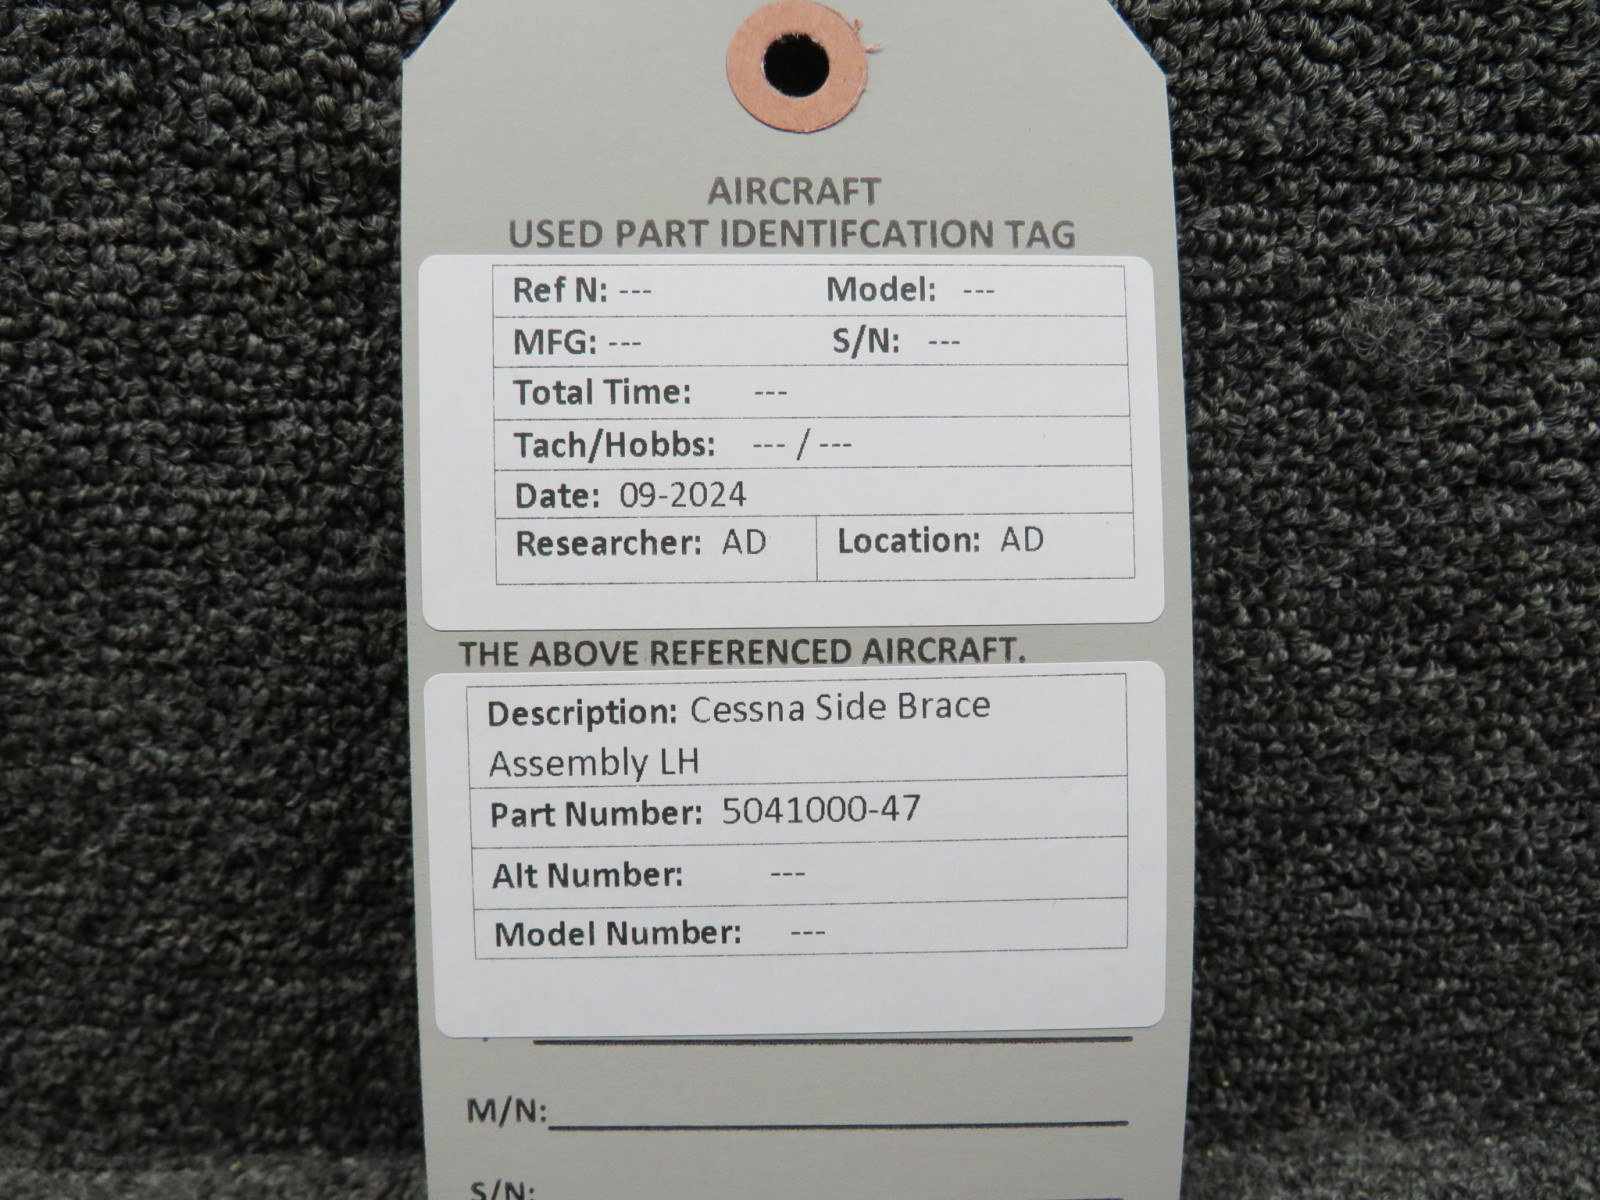 AIRCRAFT
USED PART IDENTIFCATION TAG
Ref N: --- Model: ---
MFG: --- S/N: ---
Total Time: ---
Tach/Hobbs: --- / ---
Date: 09-2024
Researcher: AD Location: AD
THE ABOVE REFERENCED AIRCRAFT.
Description: Cessna Side Brace
Assembly LH
Part Number: 5041000-47
Alt Number: ---
Model Number: ---
M/N:
S/N: